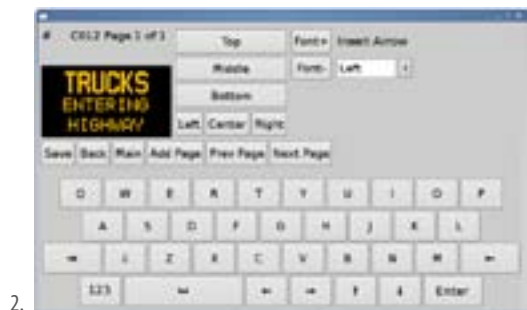 # C012 Page 1 of 1 Top Font+ Insert Arrow
Middle Font- Left
TRUCKS
ENTERING
HIGHWAY
Bottom
Left Center Right
Save Back Main Add Page Prev Page Next Page
Q W E R T Y U I O P
A S D F G H J K L
Z X C V B N M
123 Enter
2.